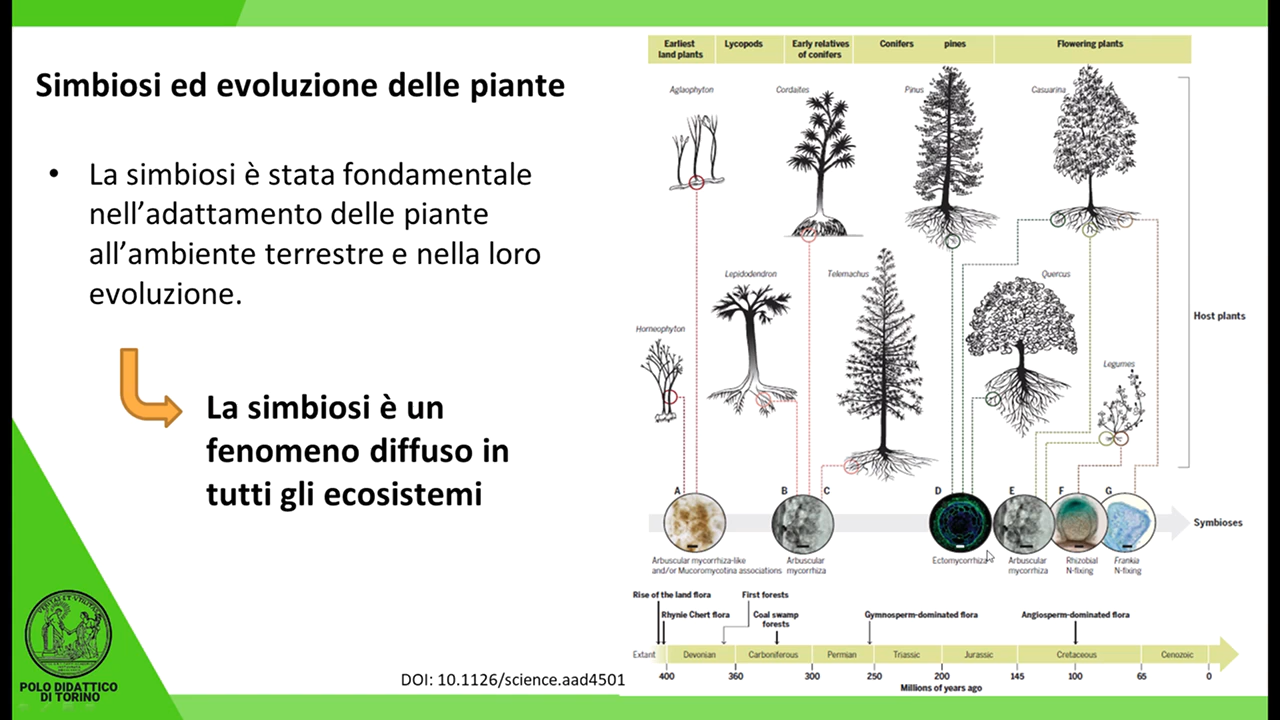 Simbiosi ed evoluzione delle piante
• La simbiosi è stata fondamentale
nell’adattamento delle piante
all’ambiente terrestre e nella loro
evoluzione.
La simbiosi è un
fenomeno diffuso in
tutti gli ecosistemi
POLO DIDATTICO
DI TORINO
DOI: 10.1126/science.aad4501
Earliest
land plants
Lycopods
Early relatives
of conifers
Conifers
pines
Flowering plants
Aglaophyton
Cordaites
Pinus
Casuarina
Lepidodendron
Telemachus
Quercus
Horneophyton
Legumes
Host plants
A
B
C
D
E
F
G
Symbioses
Arbuscular mycorrhiza-like
and/or Mucoromycotina associations
Arbuscular
mycorrhiza
Ectomycorrhiza
Arbuscular
mycorrhiza
Rhizobial
N-fixing
Frankia
N-fixing
Rise of the land flora
First forests
Rhynie Chert flora
Coal swamp
forests
Gymnosperm-dominated flora
Angiosperm-dominated flora
Extant
Devonian
Carboniferous
Permian
Triassic
Jurassic
Cretaceous
Cenozoic
400
360
300
250
200
145
100
65
0
Millions of years ago